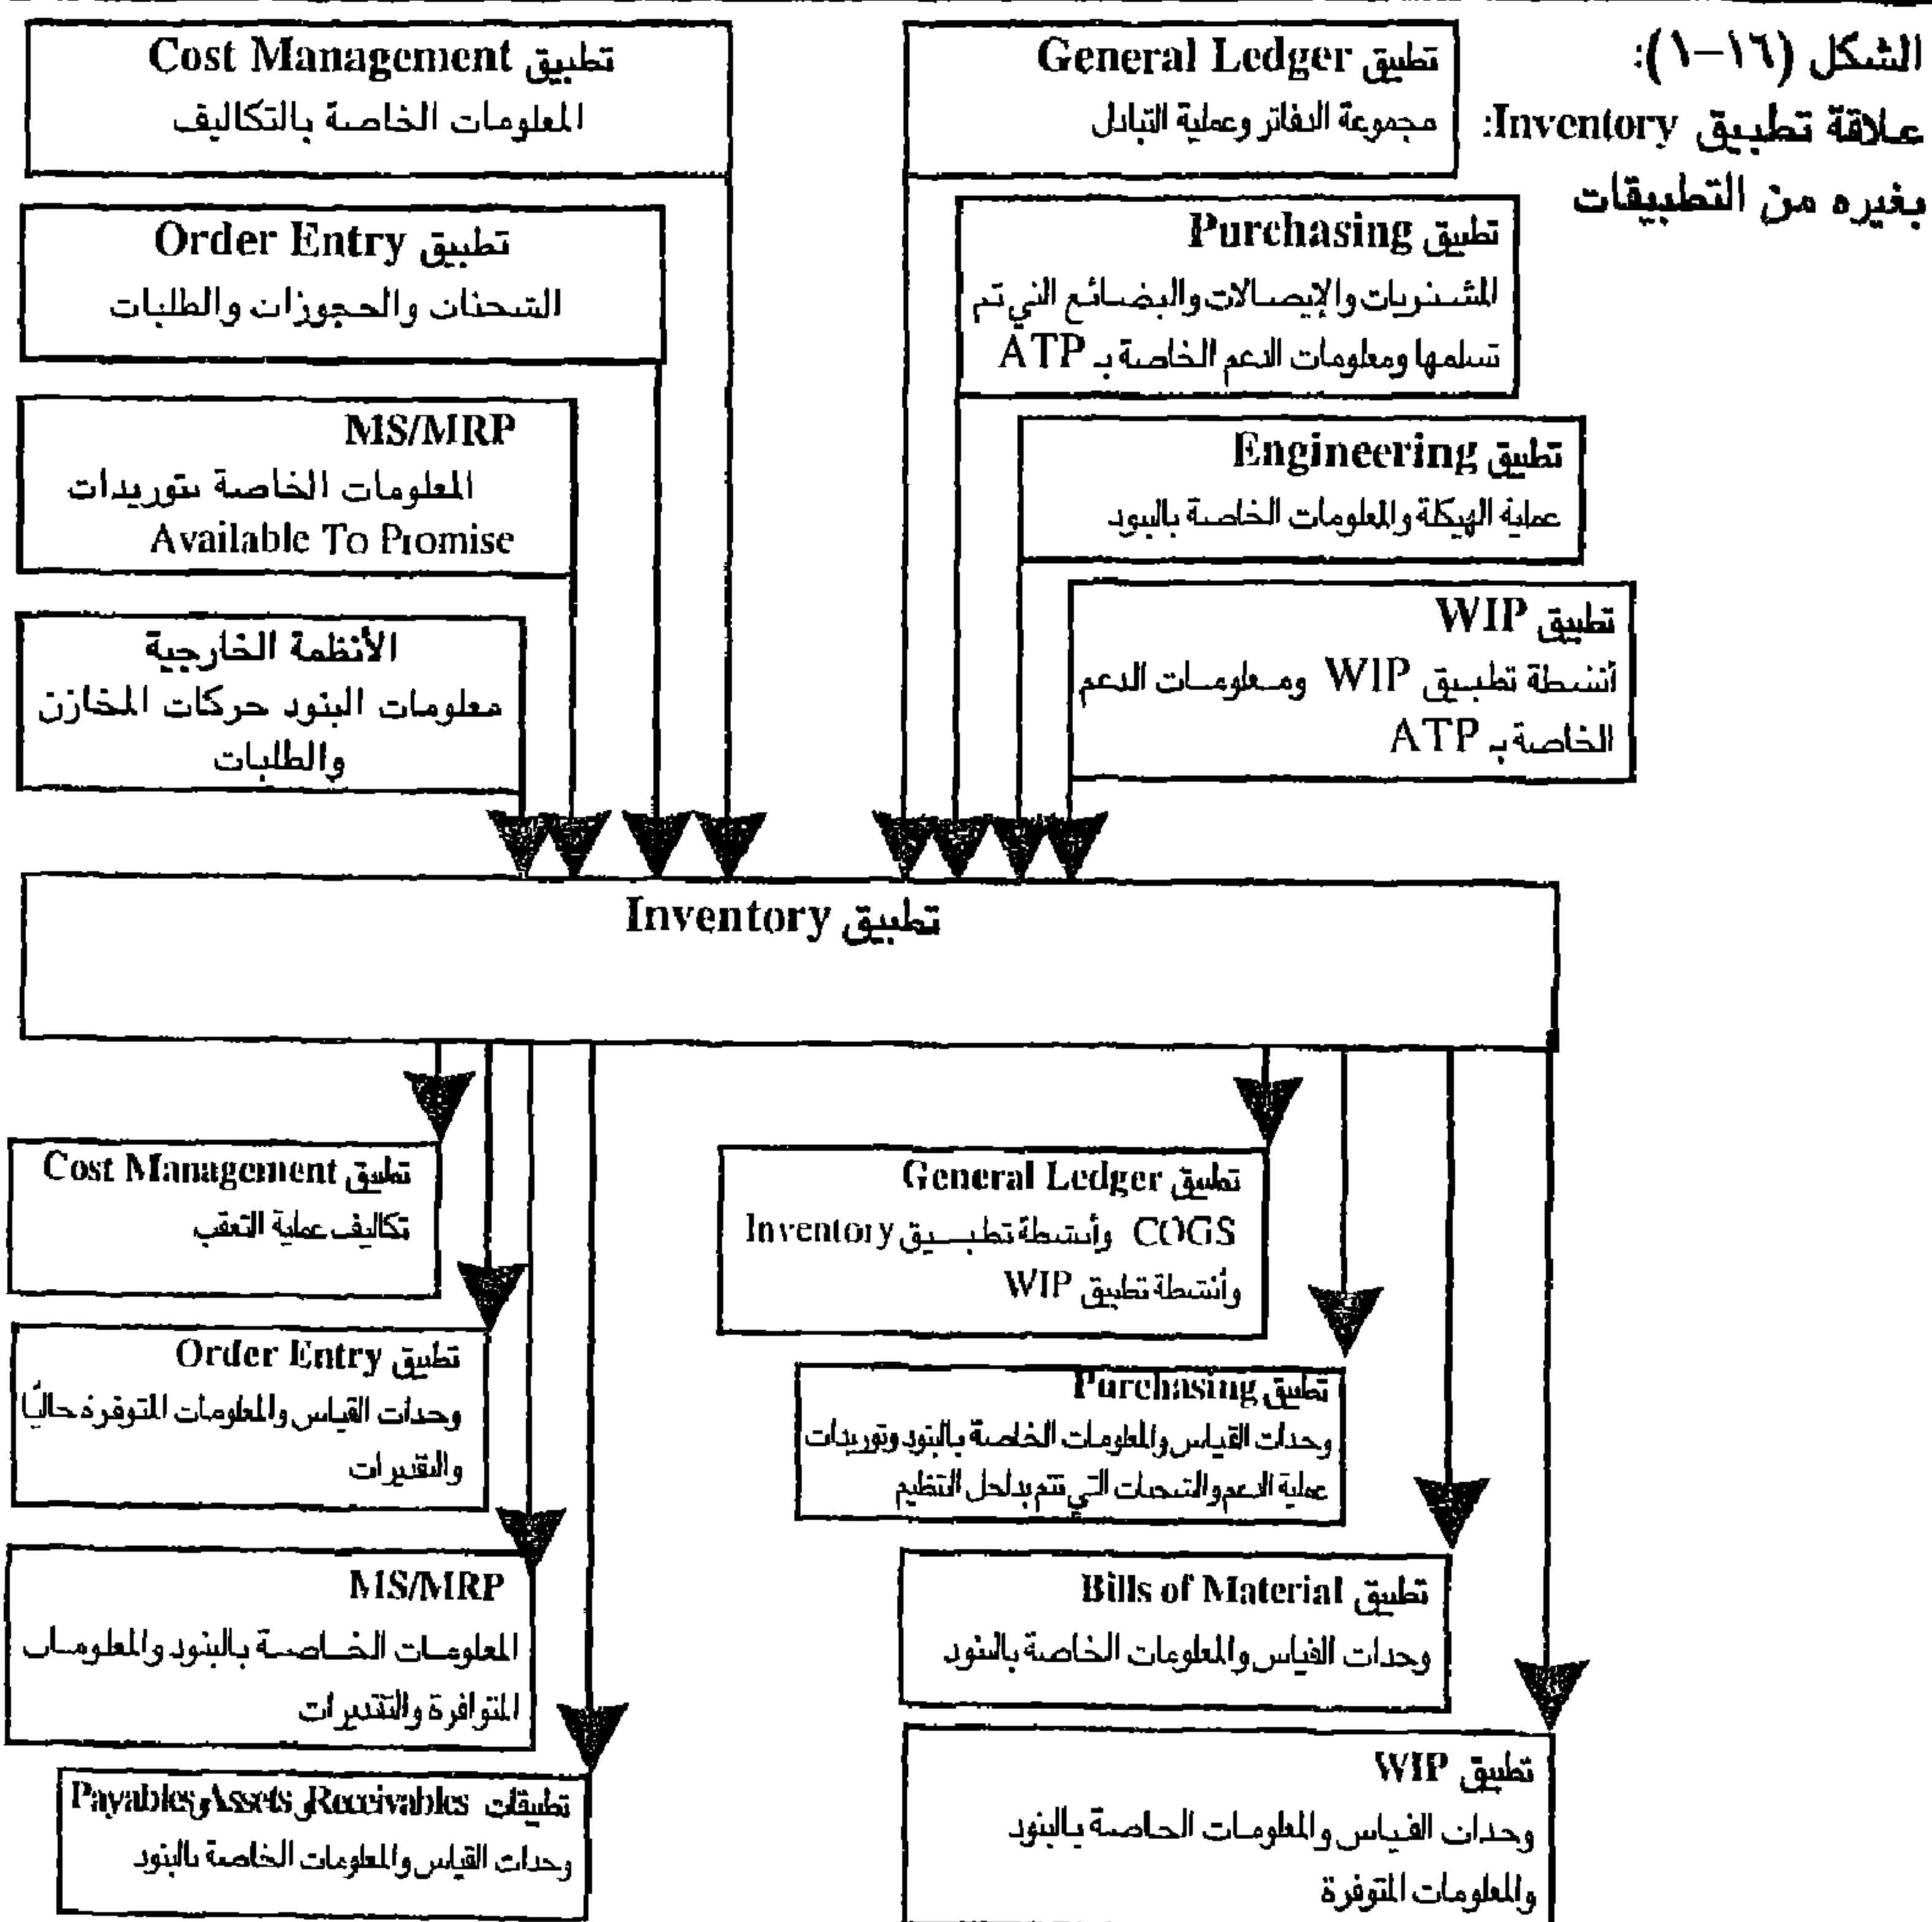 الشكل (١٦-١):
علاقة تطبيق Inventory:
بغيره من التطبيقات
تطبيق General Ledger
مجموعة الدفاتر وعملية التبادل
تطبيق Cost Management
المعلومات الخاصة بالتكاليف
تطبيق Purchasing
المشتريات والإيصالات والبضائع التي تم
تسلمها ومعلومات الدعم الخاصة بـ ATP
تطبيق Order Entry
الشحنات والحجوزات والطلبات
تطبيق Engineering
عملية الهيكلة والمعلومات الخاصة بالبنود
MS/MRP
المعلومات الخاصة بتوريدات
Available To Promise
تطبيق WIP
أنشطة تطبيق WIP ومعلومات الدعم
الخاصة بـ ATP
الأنظمة الخارجية
معلومات البنود حركات المخازن
والطلبات
تطبيق Inventory
تطبيق General Ledger
COGS وأنشطة تطبيق Inventory
وأنشطة تطبيق WIP
تطبيق Cost Management
تكاليف عملية التعقب
تطبيق Purchasing
وحدات القياس والمعلومات الخاصة بالبنود وتوريدات
عملية الدعم والشحنات التي تتم بداخل التنظيم
تطبيق Order Entry
وحدات القياس والمعلومات المتوفرة حاليًا
والتقديرات
تطبيق Bills of Material
وحدات القياس والمعلومات الخاصة بالبنود
MS/MRP
المعلومات الخاصة بالبنود والمعلومات
المتوافرة والتقديرات
تطبيق WIP
وحدات القياس والمعلومات الخاصة بالبنود
والمعلومات المتوفرة
تطبيقات Receivables وAssets وPayables
وحدات القياس والمعلومات الخاصة بالبنود